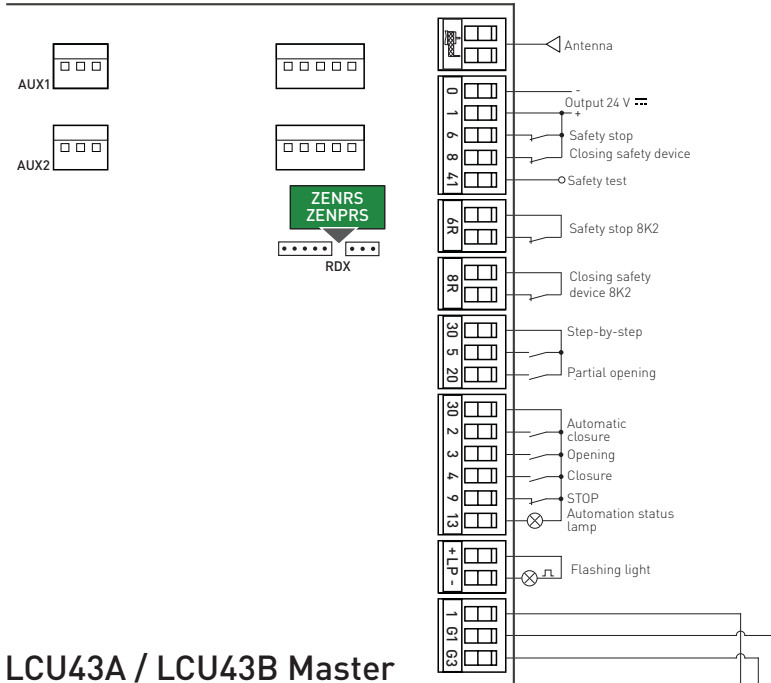 Antenna
AUX1
0
-
Output 24 V
1
+
6
Safety stop
8
Closing safety device
41
Safety test
AUX2
ZENRS
ZENPRS
RDX
6R
Safety stop 8K2
8R
Closing safety
device 8K2
30
Step-by-step
5
20
Partial opening
30
2
Automatic
closure
3
Opening
4
Closure
9
STOP
13
Automation status
lamp
+ LP -
Flashing light
1
G1
G3
LCU43A / LCU43B Master